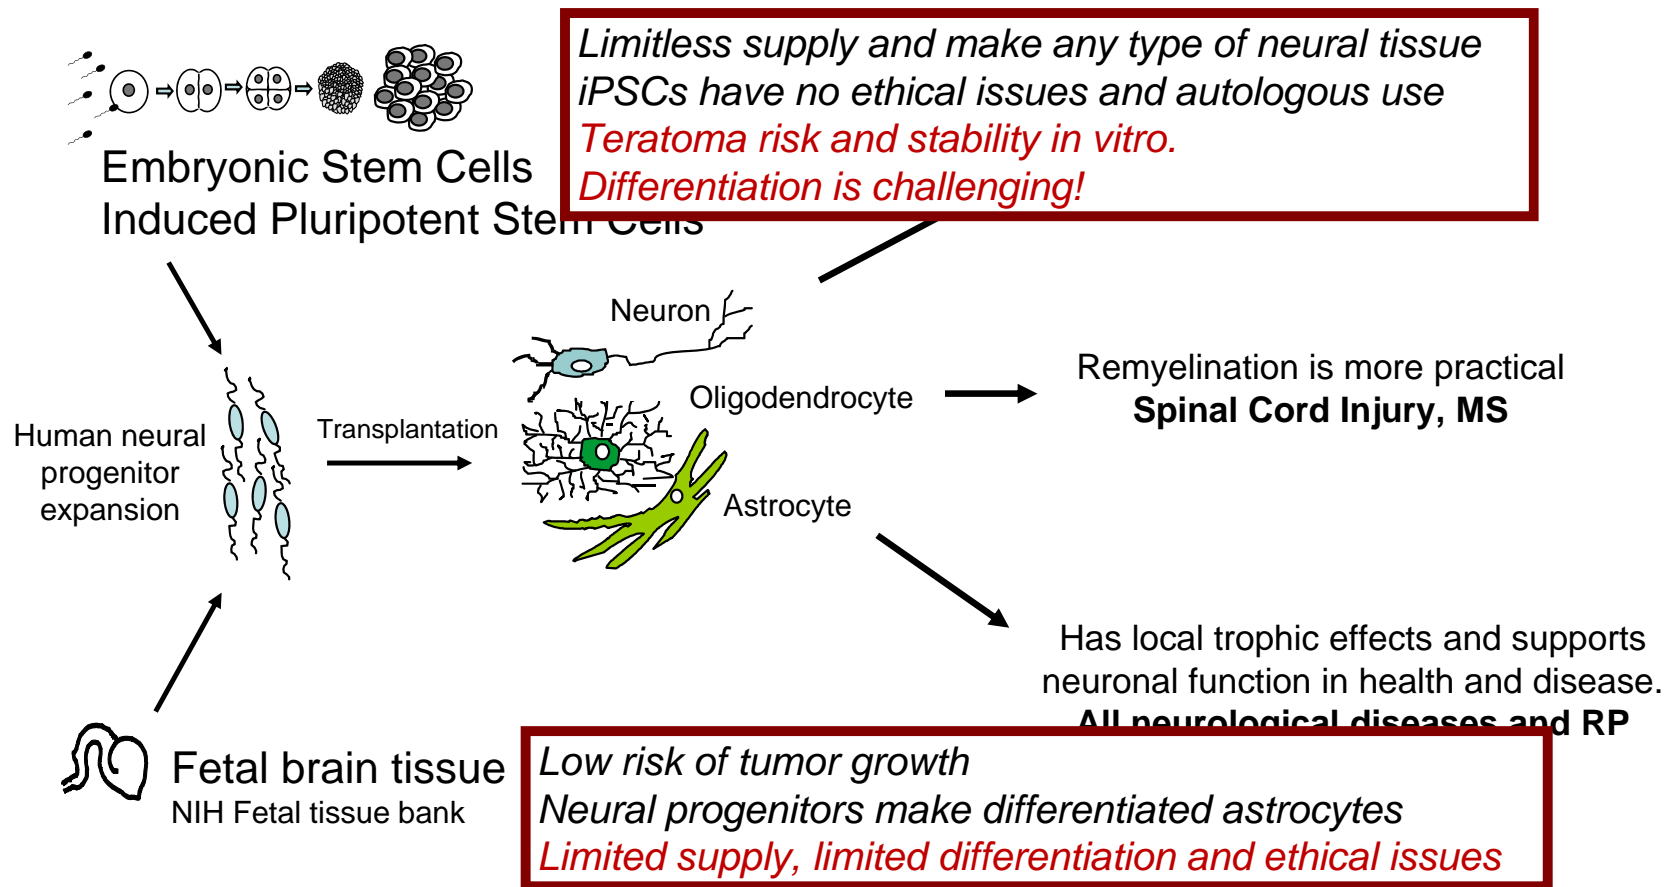 Limitless supply and make any type of neural tissue
iPSCs have no ethical issues and autologous use
Teratoma risk and stability in vitro.
Differentiation is challenging!
Embryonic Stem Cells
Induced Pluripotent Stem Cells
Neuron
Oligodendrocyte
Astrocyte
Remyelination is more practical
Spinal Cord Injury, MS
Human neural
progenitor
expansion
Transplantation
Has local trophic effects and supports
neuronal function in health and disease.
All neurological diseases and RP
Fetal brain tissue
NIH Fetal tissue bank
Low risk of tumor growth
Neural progenitors make differentiated astrocytes
Limited supply, limited differentiation and ethical issues